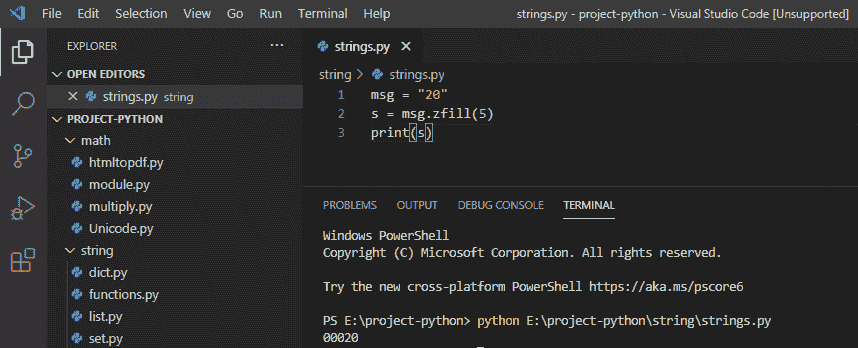 File Edit Selection View Go Run Terminal Help strings.py - project-python - Visual Studio Code [Unsupported]
EXPLORER ···
OPEN EDITORS
strings.py string
PROJECT-PYTHON
math
htmltopdf.py
module.py
multiply.py
Unicode.py
string
dict.py
functions.py
list.py
set.py
strings.py
string > strings.py
1 msg = "20"
2 s = msg.zfill(5)
3 print(s)
PROBLEMS OUTPUT DEBUG CONSOLE TERMINAL
Windows PowerShell
Copyright (C) Microsoft Corporation. All rights reserved.
Try the new cross-platform PowerShell https://aka.ms/pscore6
PS E:\project-python> python E:\project-python\string\strings.py
00020